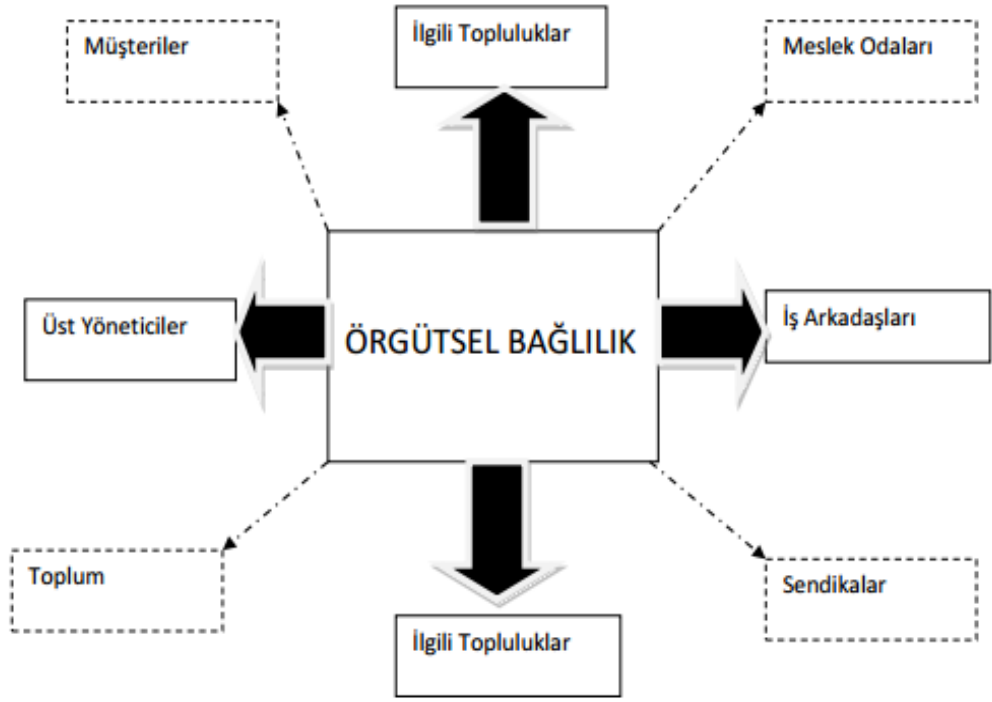 Müşteriler
İlgili Topluluklar
Meslek Odaları
Üst Yöneticiler
ÖRGÜTSEL BAĞLILIK
İş Arkadaşları
Toplum
Sendikalar
İlgili Topluluklar